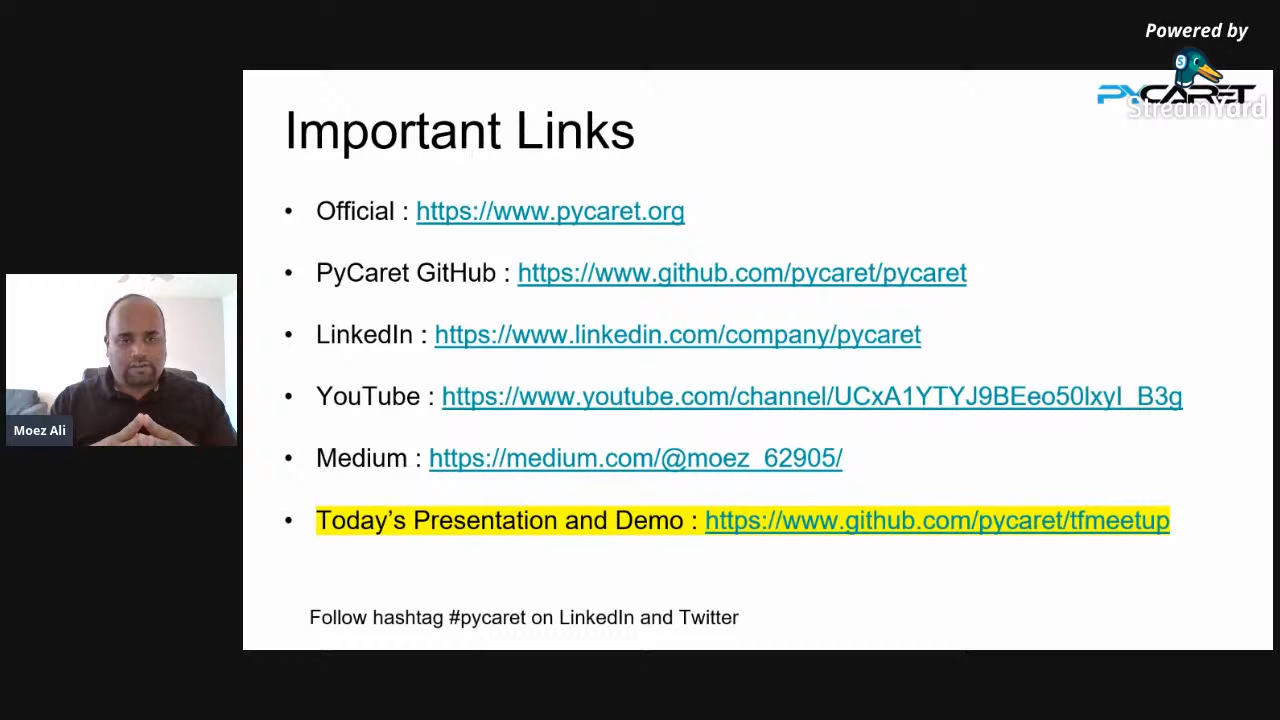 Powered by
StreamYard
PYCARET
Important Links
• Official : https://www.pycaret.org
• PyCaret GitHub : https://www.github.com/pycaret/pycaret
• LinkedIn : https://www.linkedin.com/company/pycaret
• YouTube : https://www.youtube.com/channel/UCxA1YTYJ9BEeo50lxyI_B3g
• Medium : https://medium.com/@moez_62905/
• Today's Presentation and Demo : https://www.github.com/pycaret/tfmeetup
Follow hashtag #pycaret on LinkedIn and Twitter
Moez Ali